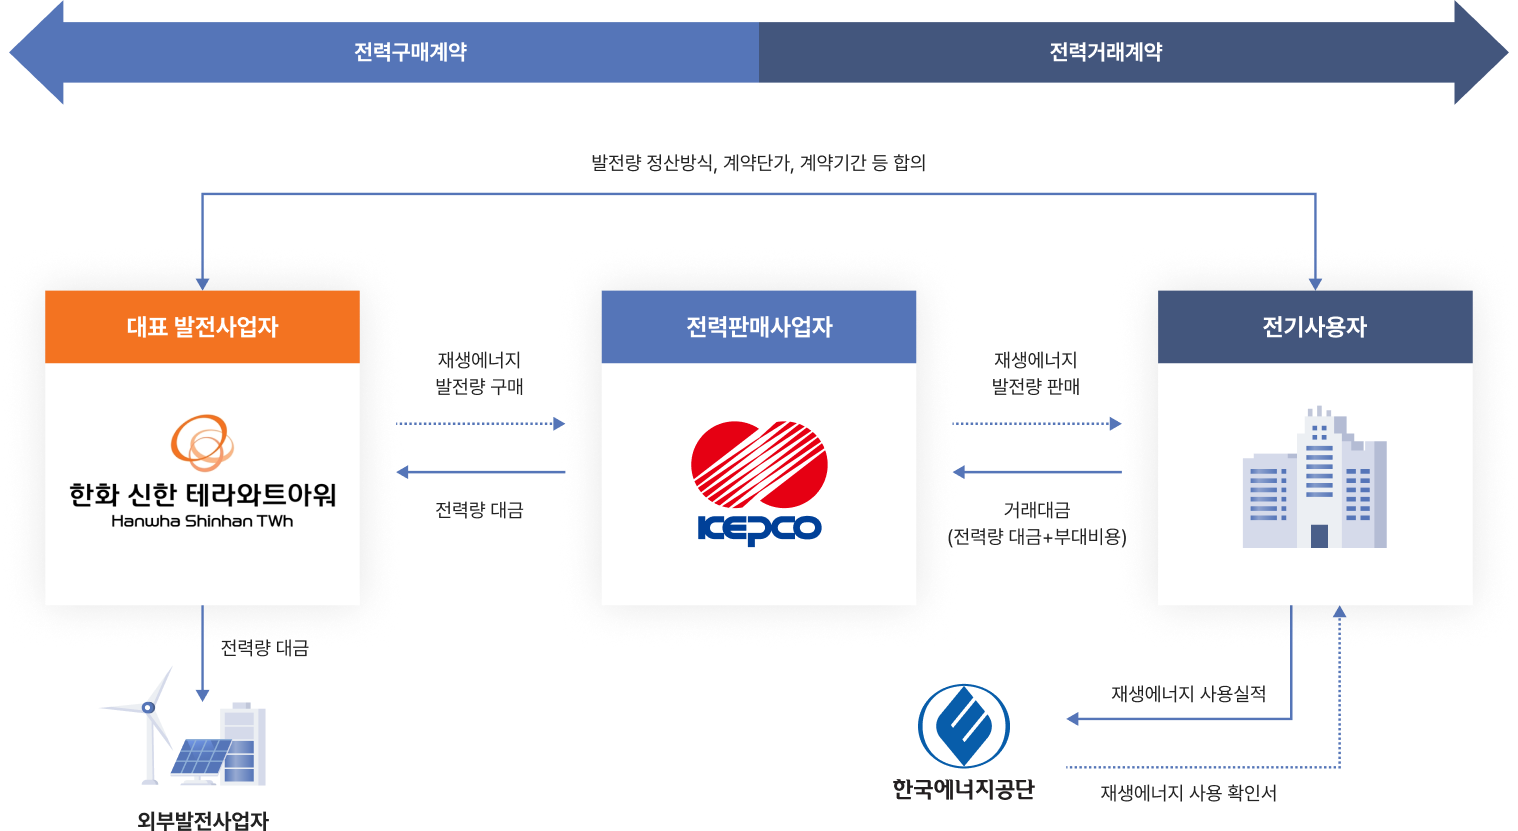 전력구매계약
전력거래계약
발전량 정산방식, 계약단가, 계약기간 등 합의
대표 발전사업자
전력판매사업자
전기사용자
재생에너지
발전량 구매
재생에너지
발전량 판매
한화 신한 테라와트아워
Hanwha Shinhan TWh
KEPCO
전력량 대금
거래대금
(전력량 대금+부대비용)
전력량 대금
재생에너지 사용실적
한국에너지공단
재생에너지 사용 확인서
외부발전사업자